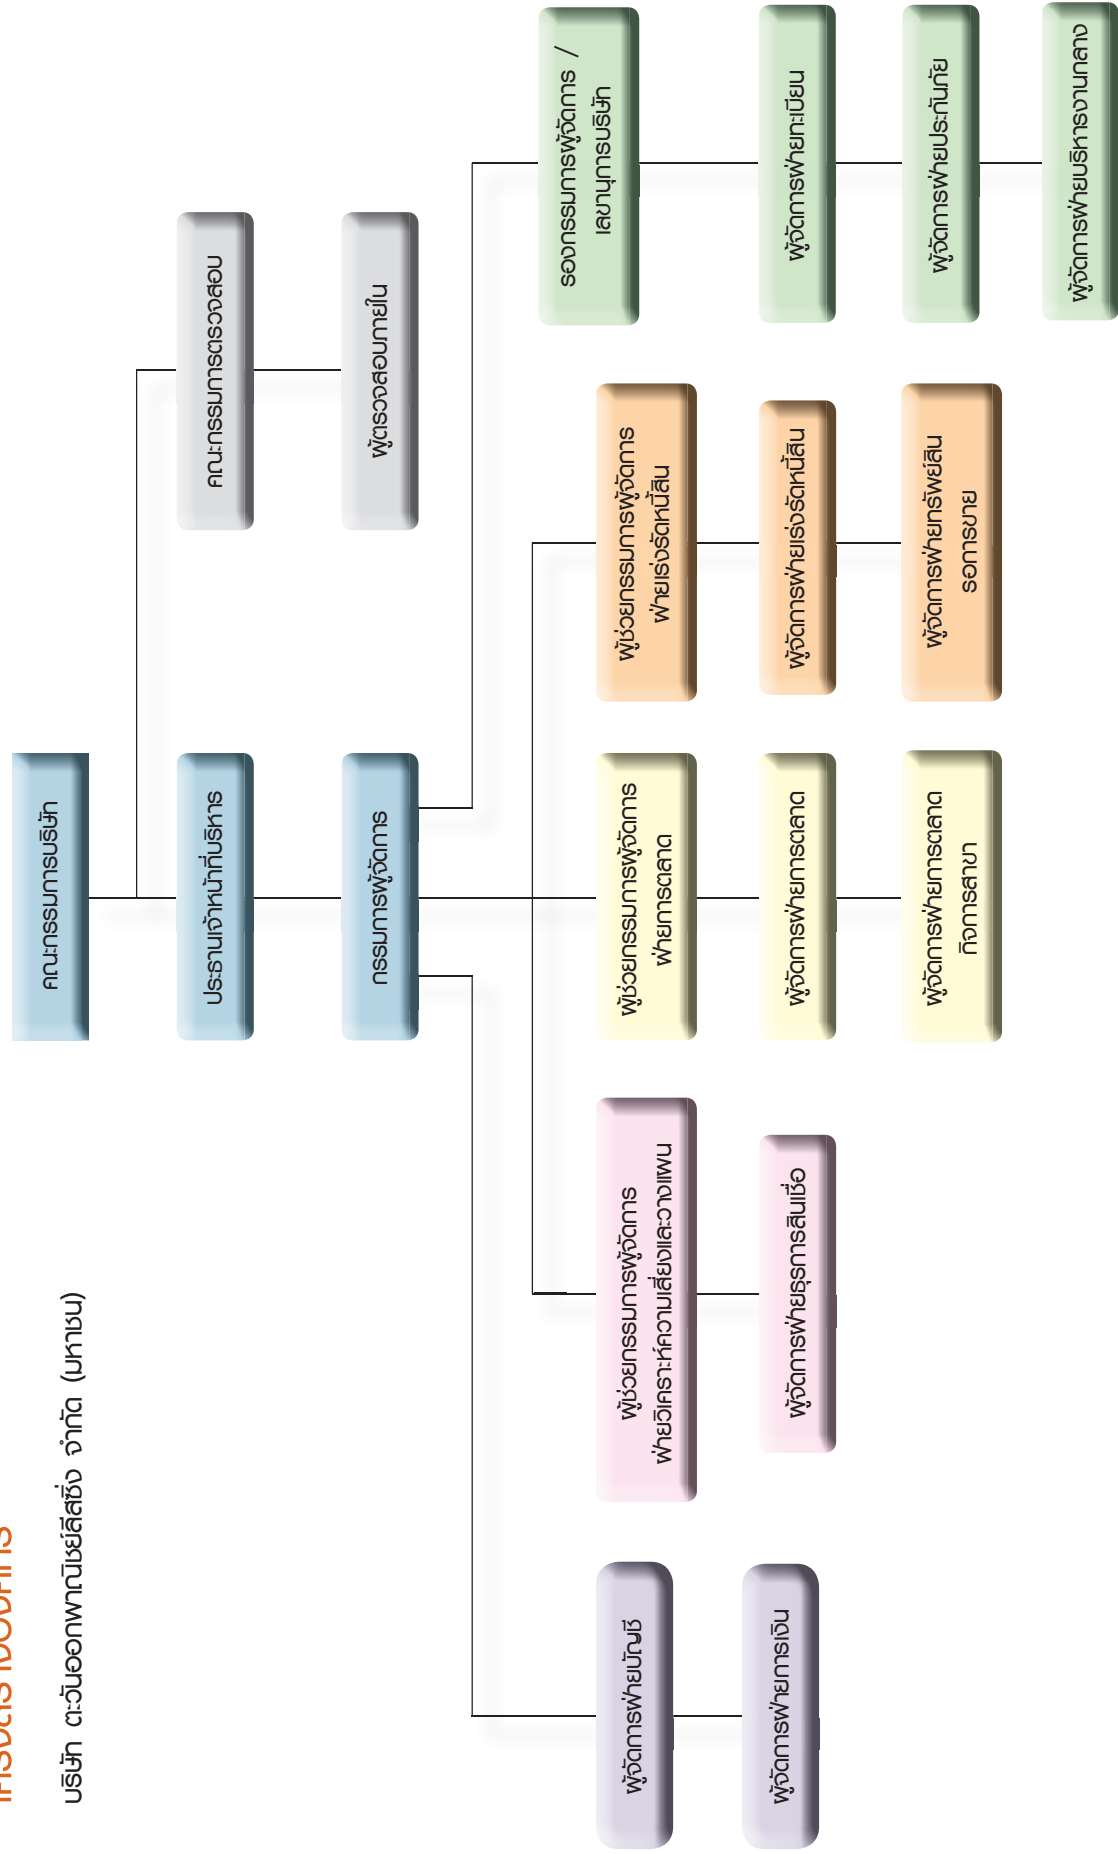 โครงสร้างองค์กร
บริษัท ตะวันออกพาณิชย์ลีสซิ่ง จำกัด (มหาชน)
คณะกรรมการบริษัท
คณะกรรมการตรวจสอบ
ผู้ตรวจสอบภายใน
ประธานเจ้าหน้าที่บริหาร
กรรมการผู้จัดการ
ผู้จัดการฝ่ายบัญชี
ผู้จัดการฝ่ายการเงิน
ผู้ช่วยกรรมการผู้จัดการ
ฝ่ายวิเคราะห์ความเสี่ยงและวางแผน
ผู้จัดการฝ่ายธุรการสินเชื่อ
ผู้ช่วยกรรมการผู้จัดการ
ฝ่ายการตลาด
ผู้จัดการฝ่ายการตลาด
ผู้จัดการฝ่ายการตลาด
กิจการสาขา
ผู้ช่วยกรรมการผู้จัดการ
ฝ่ายเร่งรัดหนี้สิน
ผู้จัดการฝ่ายเร่งรัดหนี้สิน
ผู้จัดการฝ่ายทรัพย์สิน
รอการขาย
รองกรรมการผู้จัดการ /
เลขานุการบริษัท
ผู้จัดการฝ่ายทะเบียน
ผู้จัดการฝ่ายประกันภัย
ผู้จัดการฝ่ายบริหารงานกลาง